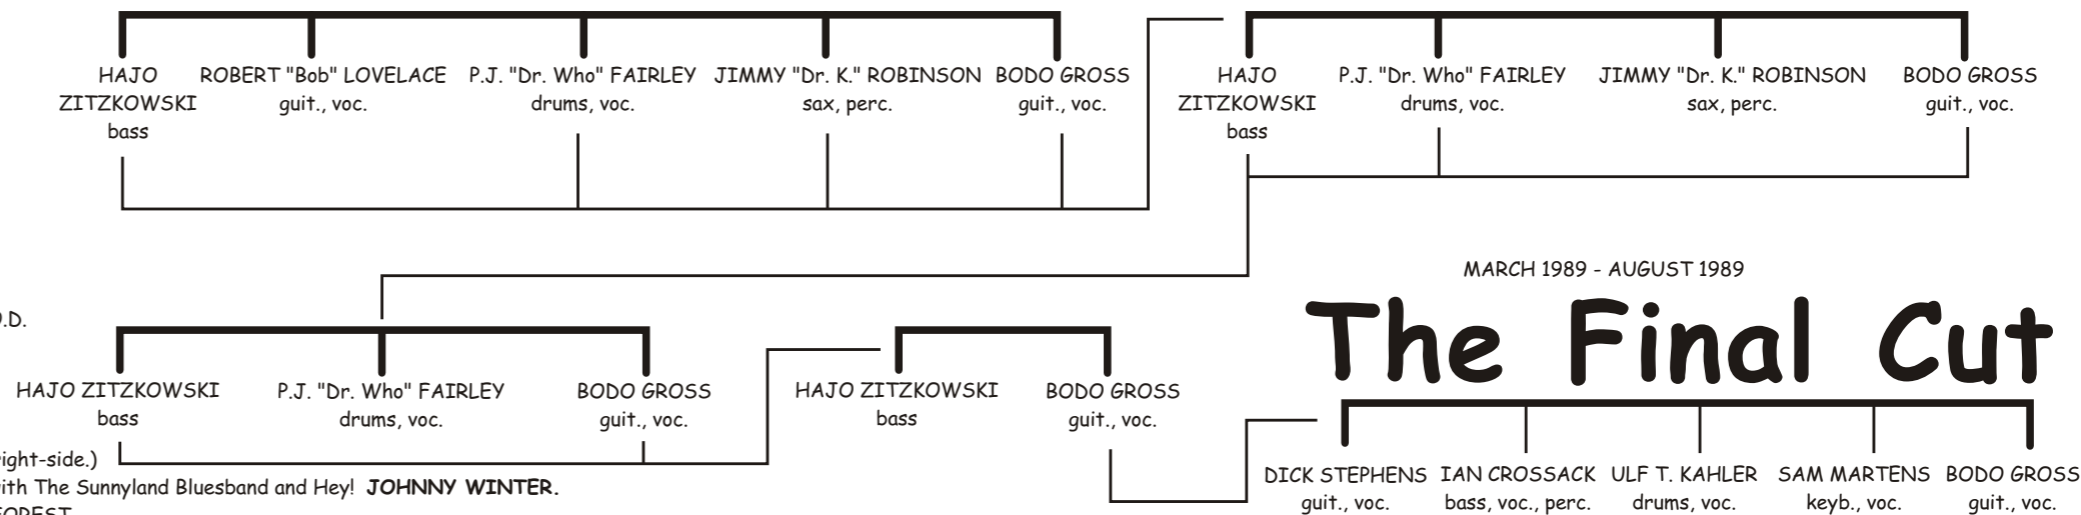 HAJO ROBERT "Bob" LOVELACE P.J. "Dr. Who" FAIRLEY JIMMY "Dr. K." ROBINSON BODO GROSS
ZITZKOWSKI guit., voc. drums, voc. sax, perc. guit., voc.
bass
HAJO P.J. "Dr. Who" FAIRLEY JIMMY "Dr. K." ROBINSON BODO GROSS
ZITZKOWSKI drums, voc. sax, perc. guit., voc.
bass
MARCH 1989 - AUGUST 1989
The Final Cut
.D.
HAJO ZITZKOWSKI P.J. "Dr. Who" FAIRLEY BODO GROSS
bass drums, voc. guit., voc.
HAJO ZITZKOWSKI BODO GROSS
bass guit., voc.
ight-side.)
ith The Sunnyland Bluesband and Hey! JOHNNY WINTER.
DICK STEPHENS IAN CROSSACK ULF T. KAHLER SAM MARTENS BODO GROSS
guit., voc. bass, voc., perc. drums, voc. keyb., voc. guit., voc.